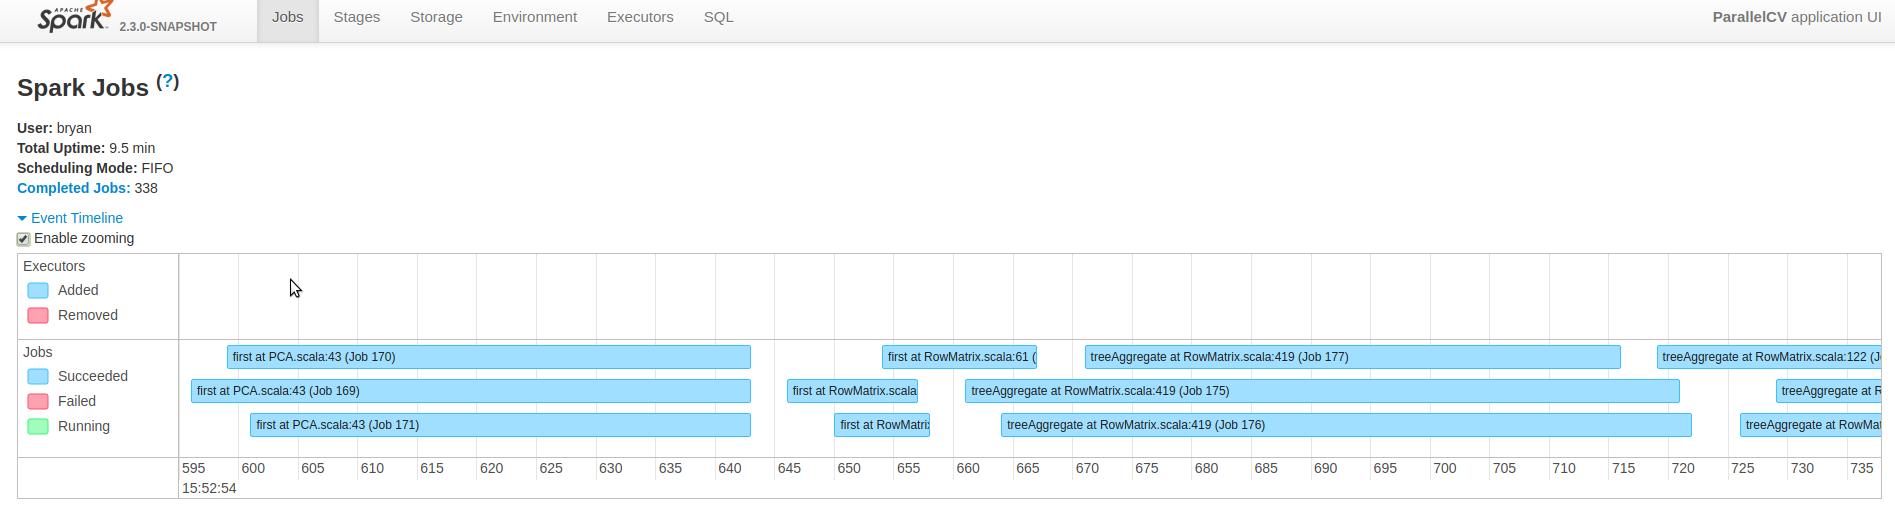 APACHE
Spark 2.3.0-SNAPSHOT Jobs Stages Storage Environment Executors SQL ParallelCV application UI
Spark Jobs (?)
User: bryan
Total Uptime: 9.5 min
Scheduling Mode: FIFO
Completed Jobs: 338
Event Timeline
Enable zooming
Executors
Added
Removed
Jobs
Succeeded
Failed
Running
first at PCA.scala:43 (Job 170) first at RowMatrix.scala:61 ( treeAggregate at RowMatrix.scala:419 (Job 177) treeAggregate at RowMatrix.scala:122 (J
first at PCA.scala:43 (Job 169) first at RowMatrix.scala treeAggregate at RowMatrix.scala:419 (Job 175) treeAggregate at R
first at PCA.scala:43 (Job 171) first at RowMatri treeAggregate at RowMatrix.scala:419 (Job 176) treeAggregate at RowMat
595 600 605 610 615 620 625 630 635 640 645 650 655 660 665 670 675 680 685 690 695 700 705 710 715 720 725 730 735
15:52:54